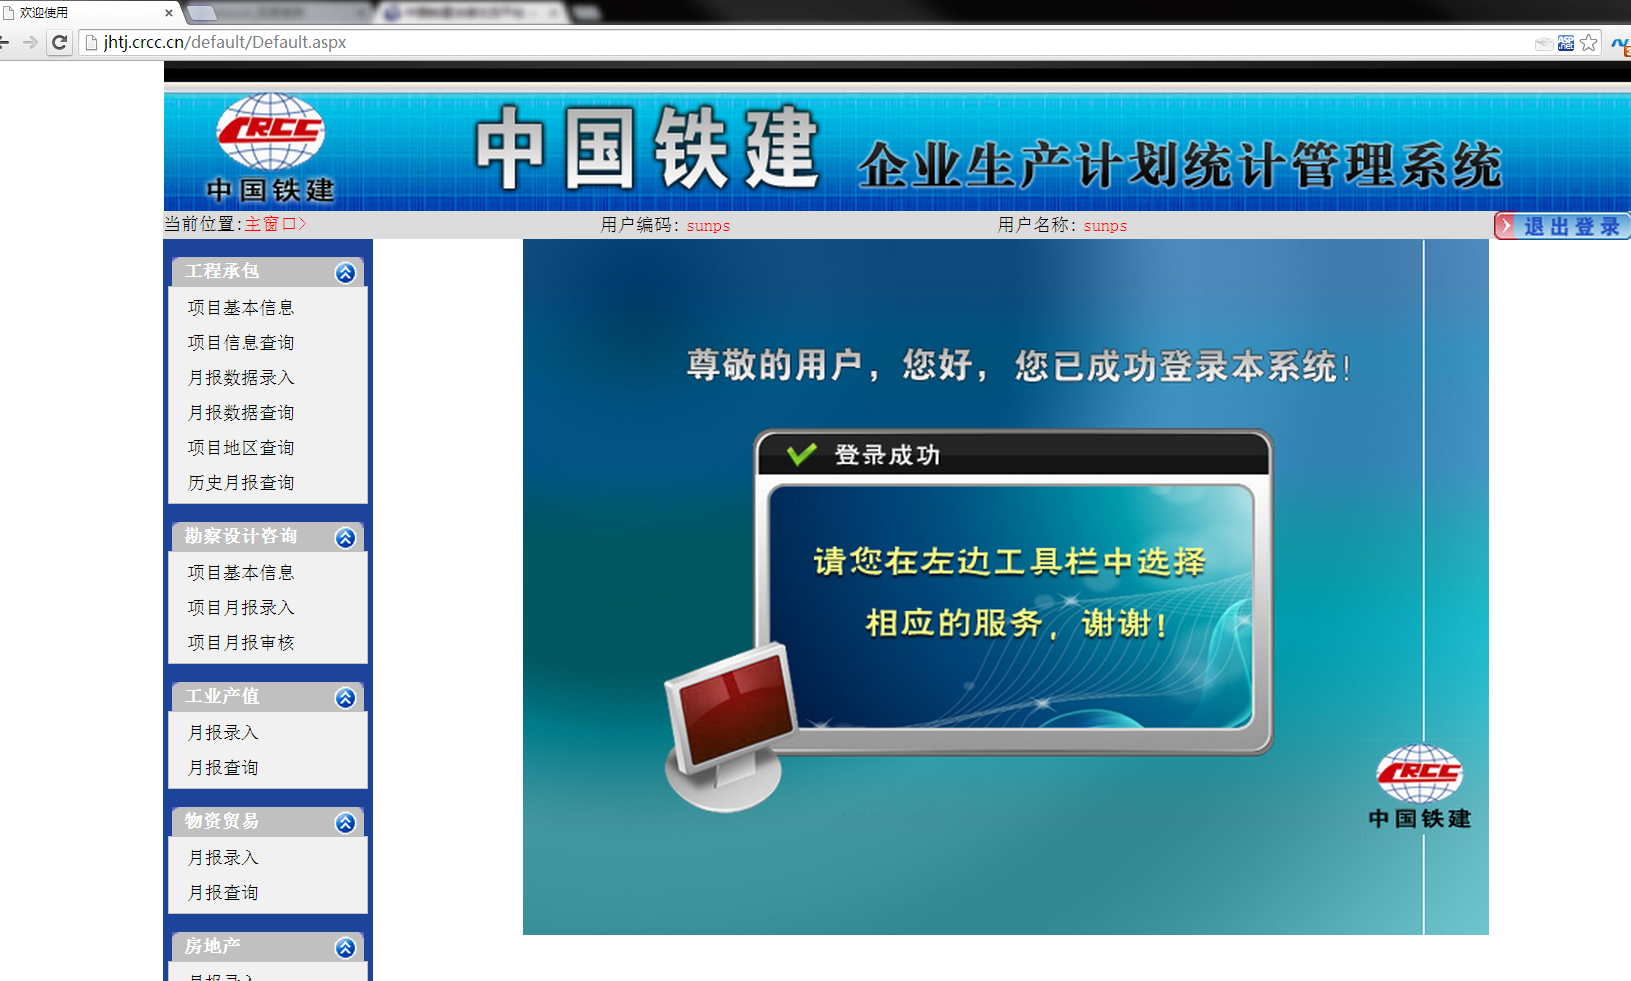 欢迎使用
jhtj.crcc.cn/default/Default.aspx
CRCC
中国铁建
中国铁建 企业生产计划统计管理系统
当前位置:主窗口> 用户编码: sunps 用户名称: sunps 退出登录
工程承包
项目基本信息
项目信息查询
月报数据录入
月报数据查询
项目地区查询
历史月报查询
勘察设计咨询
项目基本信息
项目月报录入
项目月报审核
工业产值
月报录入
月报查询
物资贸易
月报录入
月报查询
房地产
月报录入
尊敬的用户，您好，您已成功登录本系统！
登录成功
请您在左边工具栏中选择
相应的服务，谢谢！
CRCC
中国铁建